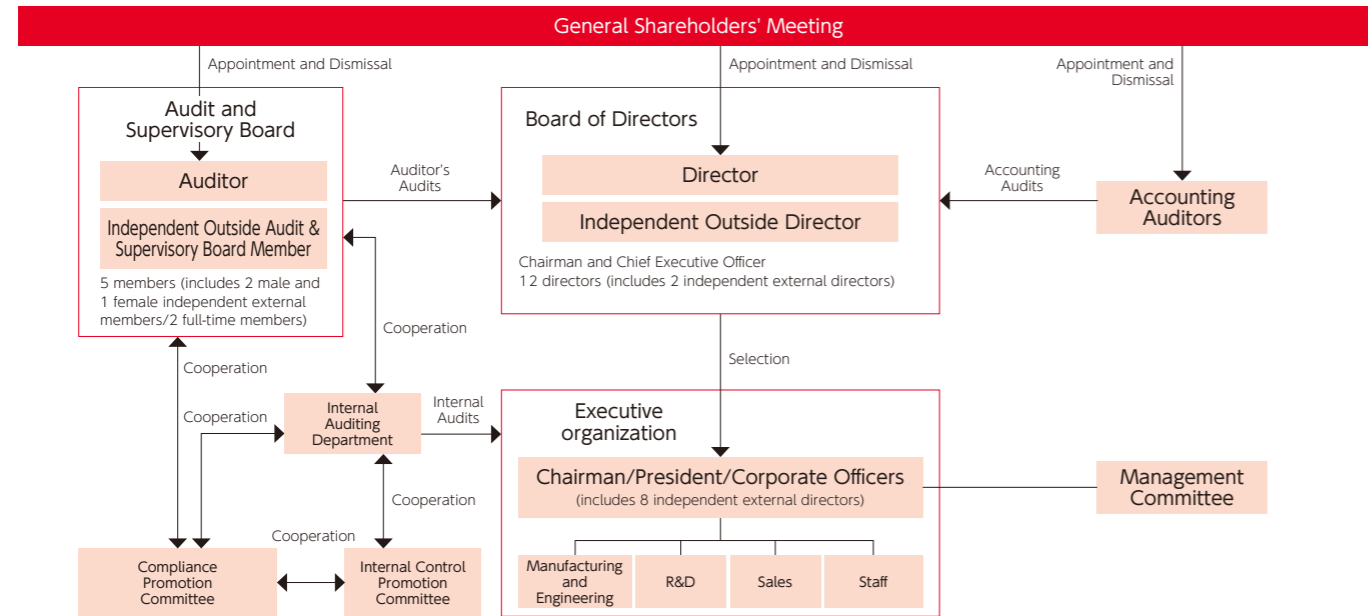 General Shareholders' Meeting
Appointment and Dismissal
Appointment and Dismissal
Appointment and
Dismissal
Audit and
Supervisory Board
Auditor
Independent Outside Audit &
Supervisory Board Member
5 members (includes 2 male and
1 female independent external
members/2 full-time members)
Auditor's
Audits
Board of Directors
Director
Independent Outside Director
Chairman and Chief Executive Officer
12 directors (includes 2 independent external directors)
Accounting
Audits
Accounting
Auditors
Cooperation
Cooperation
Selection
Cooperation
Internal
Auditing
Department
Internal
Audits
Executive
organization
Chairman/President/Corporate Officers
(includes 8 independent external directors)
Management
Committee
Cooperation
Cooperation
Compliance
Promotion
Committee
Internal Control
Promotion
Committee
Manufacturing
and
Engineering
R&D
Sales
Staff